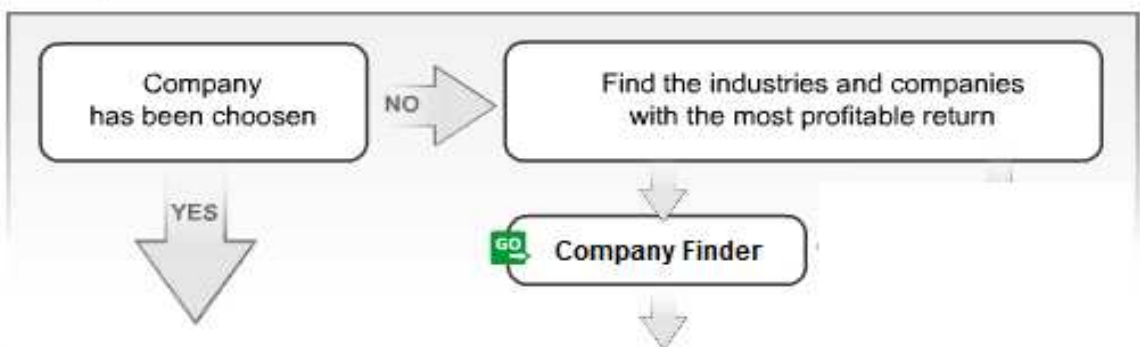 Company
has been choosen
NO
Find the industries and companies
with the most profitable return
YES
GO
Company Finder